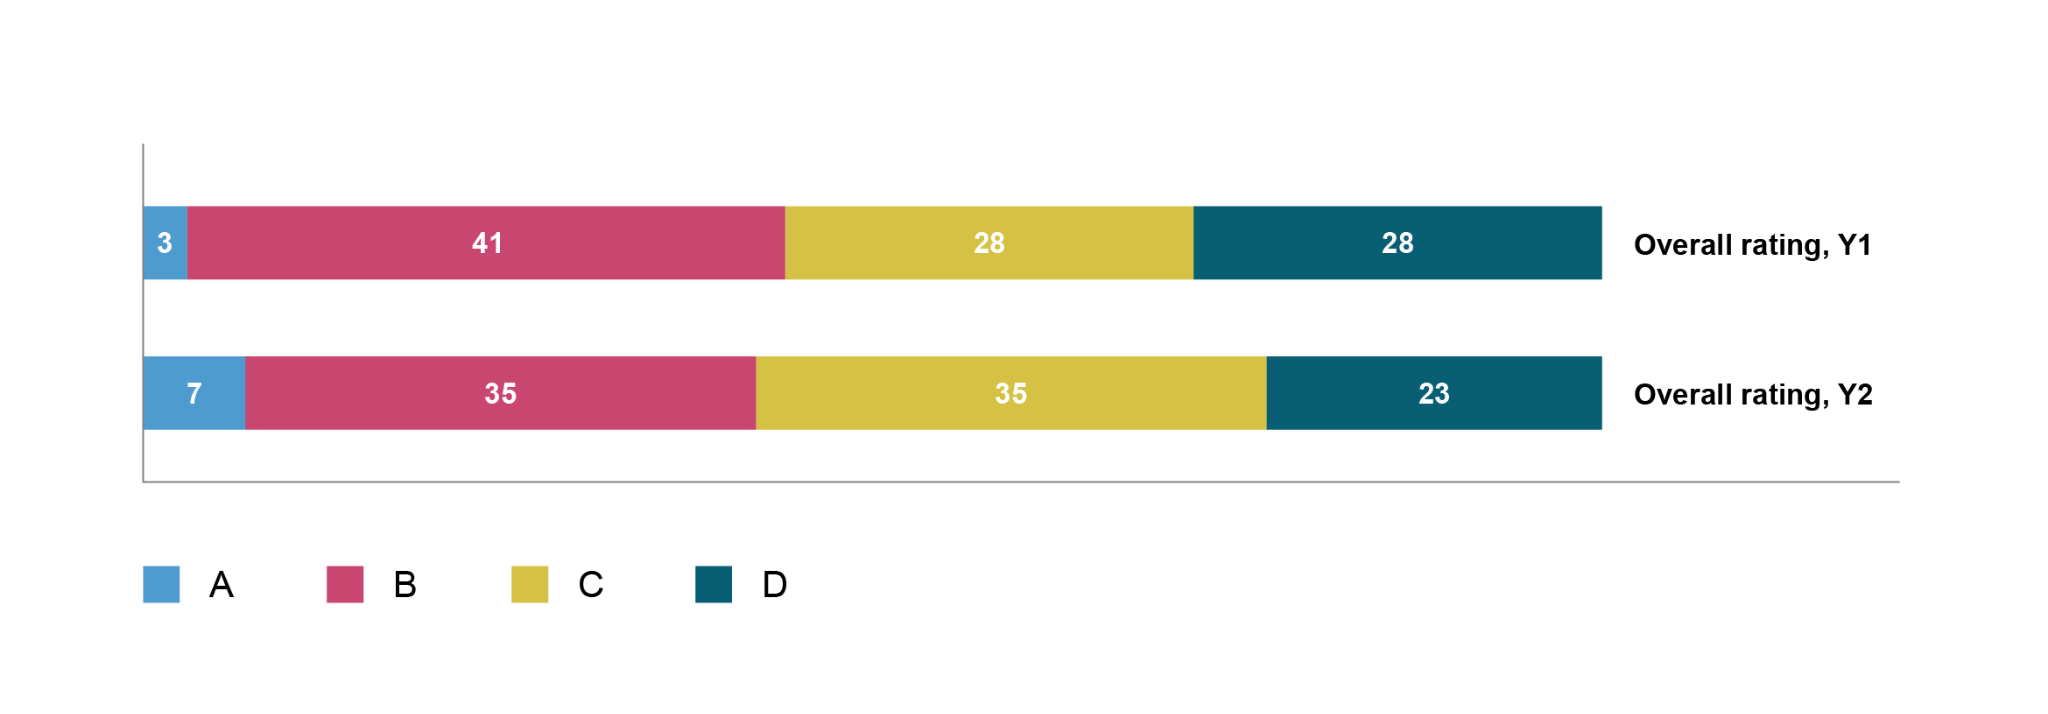 3 41 28 28 Overall rating, Y1
7 35 35 23 Overall rating, Y2
A B C D